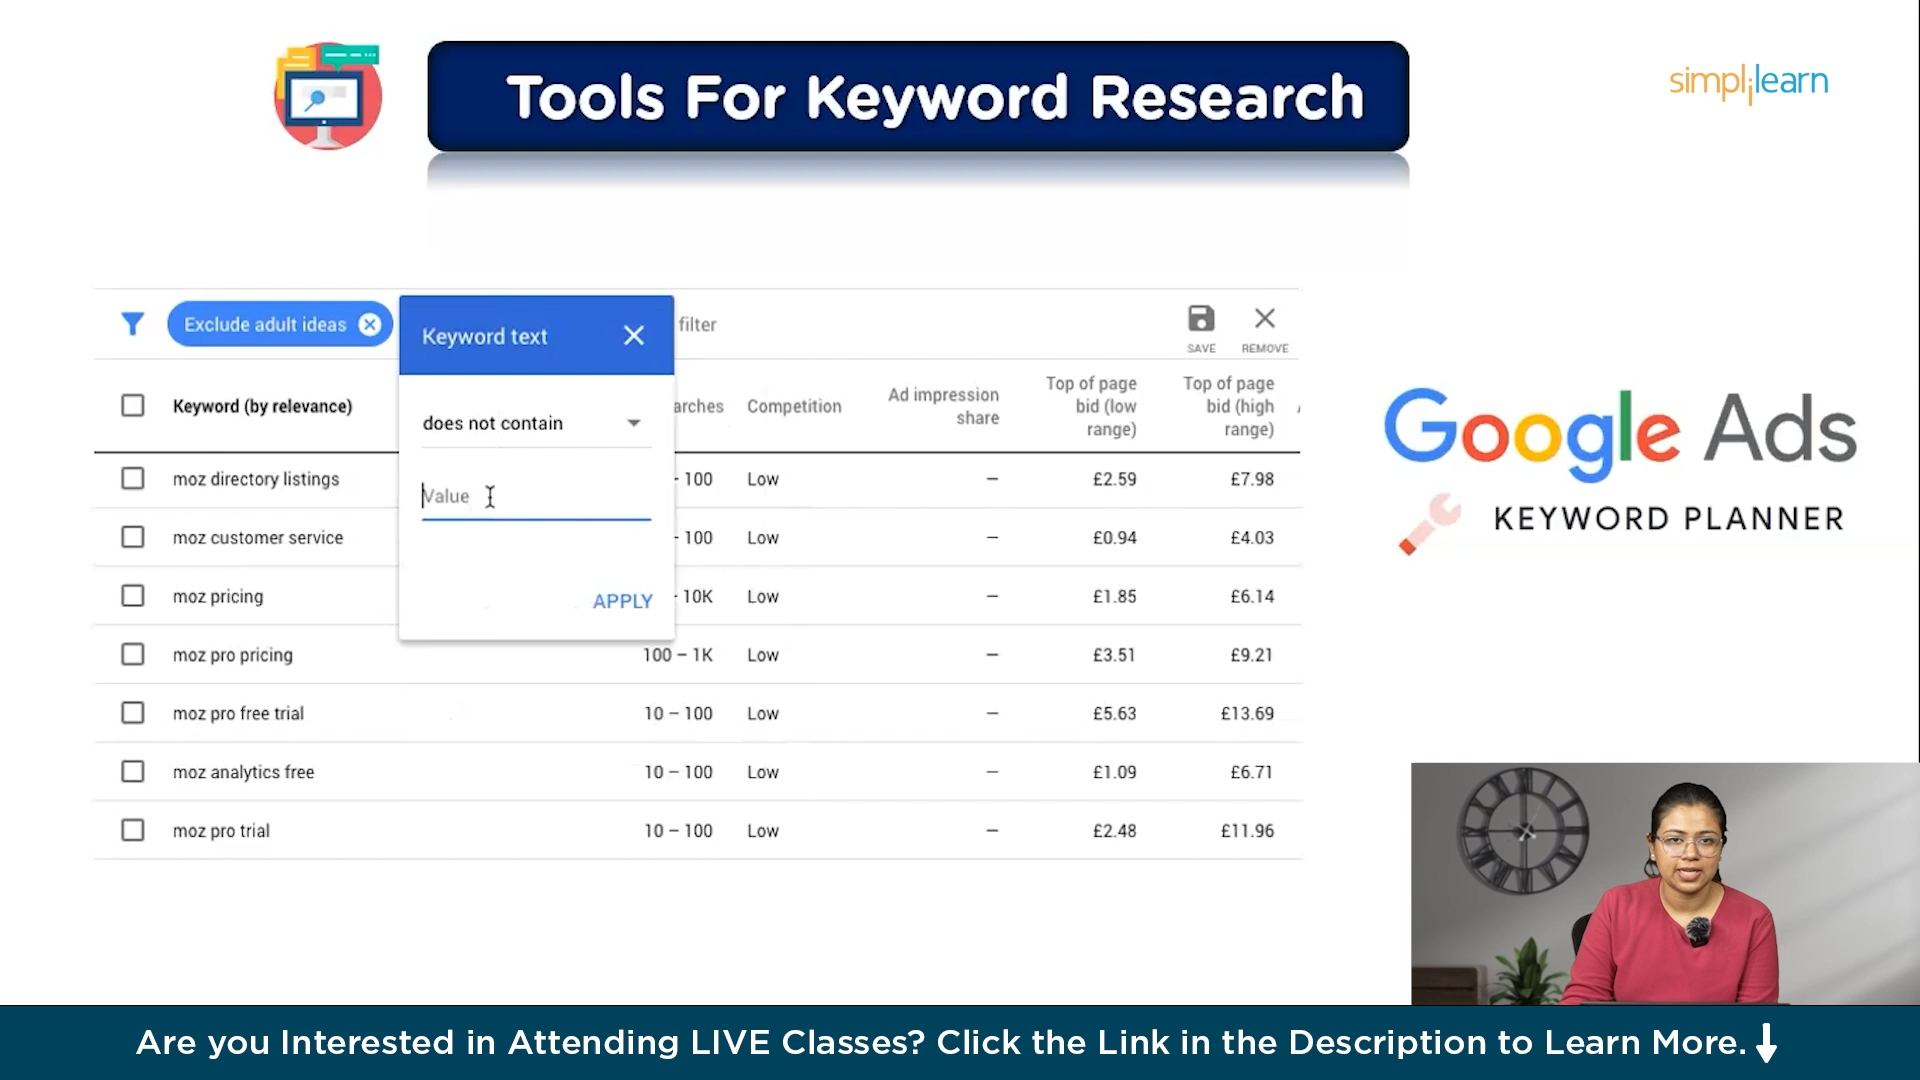 Tools For Keyword Research
simplilearn
Exclude adult ideas
Keyword text
filter
SAVE
REMOVE
Keyword (by relevance)
does not contain
arches
Competition
Ad impression
share
Top of page
bid (low
range)
Top of page
bid (high
range)
Value
APPLY
moz directory listings - 100 Low – £2.59 £7.98
moz customer service - 100 Low – £0.94 £4.03
moz pricing - 10K Low – £1.85 £6.14
moz pro pricing 100 – 1K Low – £3.51 £9.21
moz pro free trial 10 – 100 Low – £5.63 £13.69
moz analytics free 10 – 100 Low – £1.09 £6.71
moz pro trial 10 – 100 Low – £2.48 £11.96
Google Ads
KEYWORD PLANNER
Are you Interested in Attending LIVE Classes? Click the Link in the Description to Learn More.